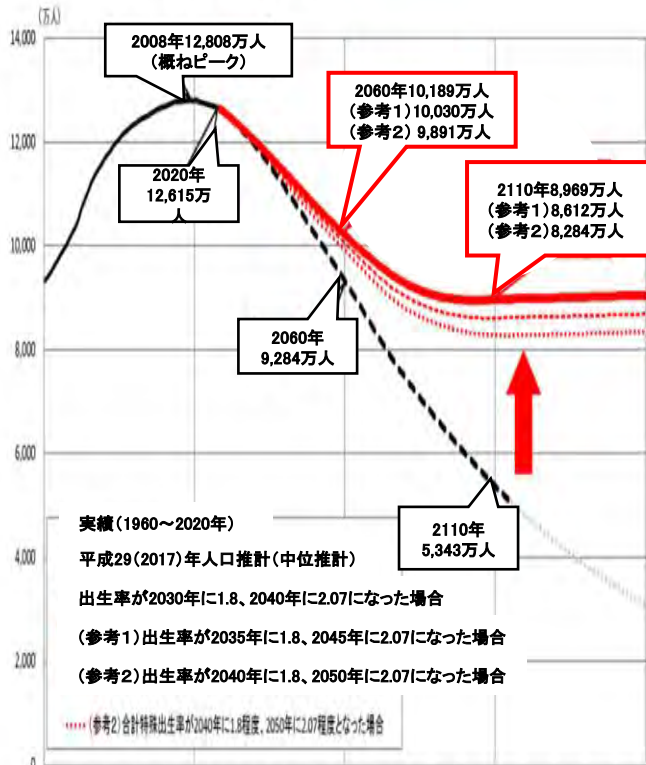 (万人)
14,000
2008年12,808万人
(概ねピーク)
2060年10,189万人
(参考1)10,030万人
(参考2) 9,891万人
12,000
2020年
12,615万
人
2110年8,969万人
(参考1)8,612万人
(参考2)8,284万人
10,000
2060年
9,284万人
8,000
6,000
2110年
5,343万人
実績(1960～2020年)
平成29(2017)年人口推計(中位推計)
4,000
出生率が2030年に1.8、2040年に2.07になった場合
(参考1)出生率が2035年に1.8、2045年に2.07になった場合
2,000
(参考2)出生率が2040年に1.8、2050年に2.07になった場合
(参考2)合計特殊出生率が2040年に1.8程度、2050年に2.07程度となった場合
0